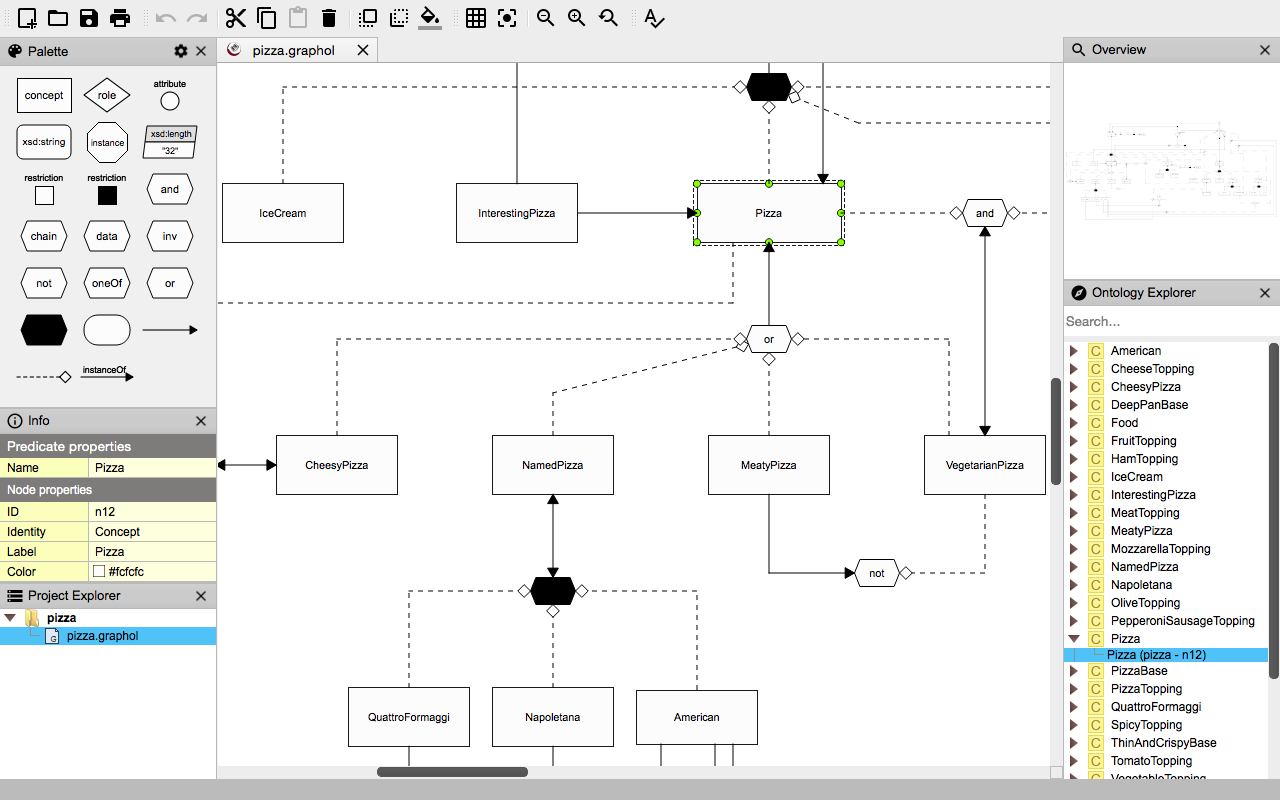 Palette
pizza.graphol
Overview
concept
role
attribute
xsd:string
instance
xsd:length
"32"
restriction
restriction
and
chain
data
inv
not
oneOf
or
instanceOf
Info
Predicate properties
Name Pizza
Node properties
ID n12
Identity Concept
Label Pizza
Color #fcfcfc
Project Explorer
pizza
pizza.graphol
IceCream
InterestingPizza
Pizza
and
or
CheesyPizza
NamedPizza
MeatyPizza
VegetarianPizza
not
QuattroFormaggi
Napoletana
American
Ontology Explorer
Search...
C American
C CheeseTopping
C CheesyPizza
C DeepPanBase
C Food
C FruitTopping
C HamTopping
C IceCream
C InterestingPizza
C MeatTopping
C MeatyPizza
C MozzarellaTopping
C NamedPizza
C Napoletana
C OliveTopping
C PepperoniSausageTopping
C Pizza
Pizza (pizza - n12)
C PizzaBase
C PizzaTopping
C QuattroFormaggi
C SpicyTopping
C ThinAndCrispyBase
C TomatoTopping
C VegetableTopping